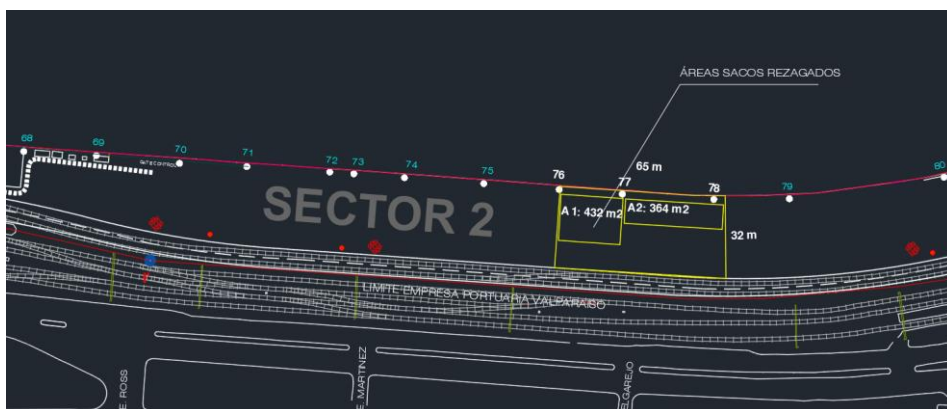 ÁREAS SACOS REZAGADOS
68
69
70
71
72
73
74
75
76
65 m
77
78
79
80
SECTOR 2
A 1: 432 m2
A2: 364 m2
32 m
LIMITE EMPRESA PORTUARIA VALPARAISO
E. ROSS
E. MARTINEZ